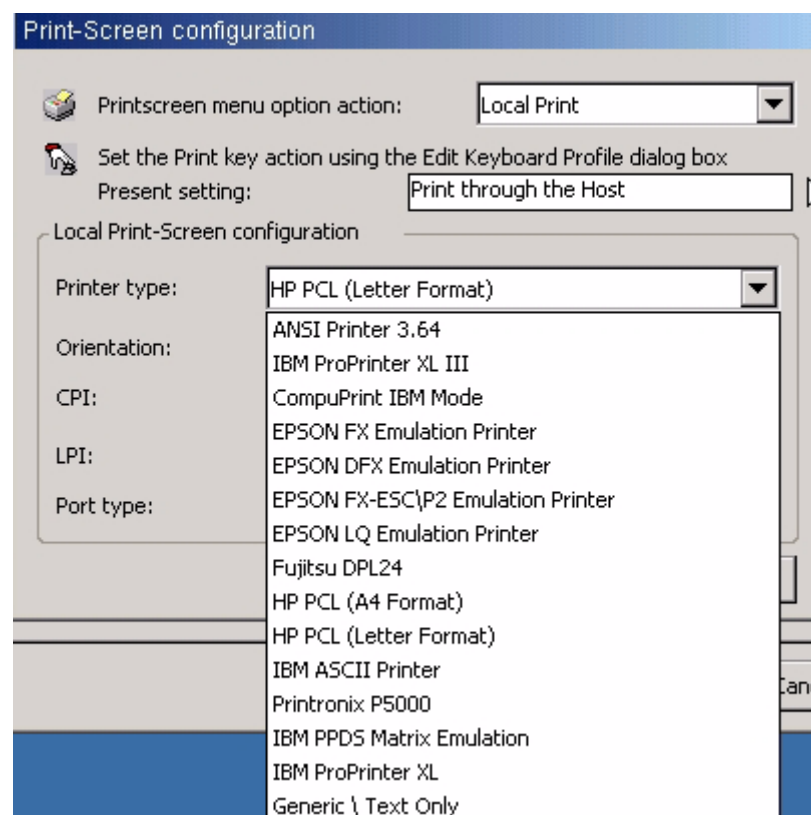 Print-Screen configuration
Printscreen menu option action: Local Print
Set the Print key action using the Edit Keyboard Profile dialog box
Present setting: Print through the Host
Local Print-Screen configuration
Printer type: HP PCL (Letter Format)
Orientation:
CPI:
LPI:
Port type:
ANSI Printer 3.64
IBM ProPrinter XL III
CompuPrint IBM Mode
EPSON FX Emulation Printer
EPSON DFX Emulation Printer
EPSON FX-ESC\P2 Emulation Printer
EPSON LQ Emulation Printer
Fujitsu DPL24
HP PCL (A4 Format)
HP PCL (Letter Format)
IBM ASCII Printer
Printronix P5000
IBM PPDS Matrix Emulation
IBM ProPrinter XL
Generic \ Text Only